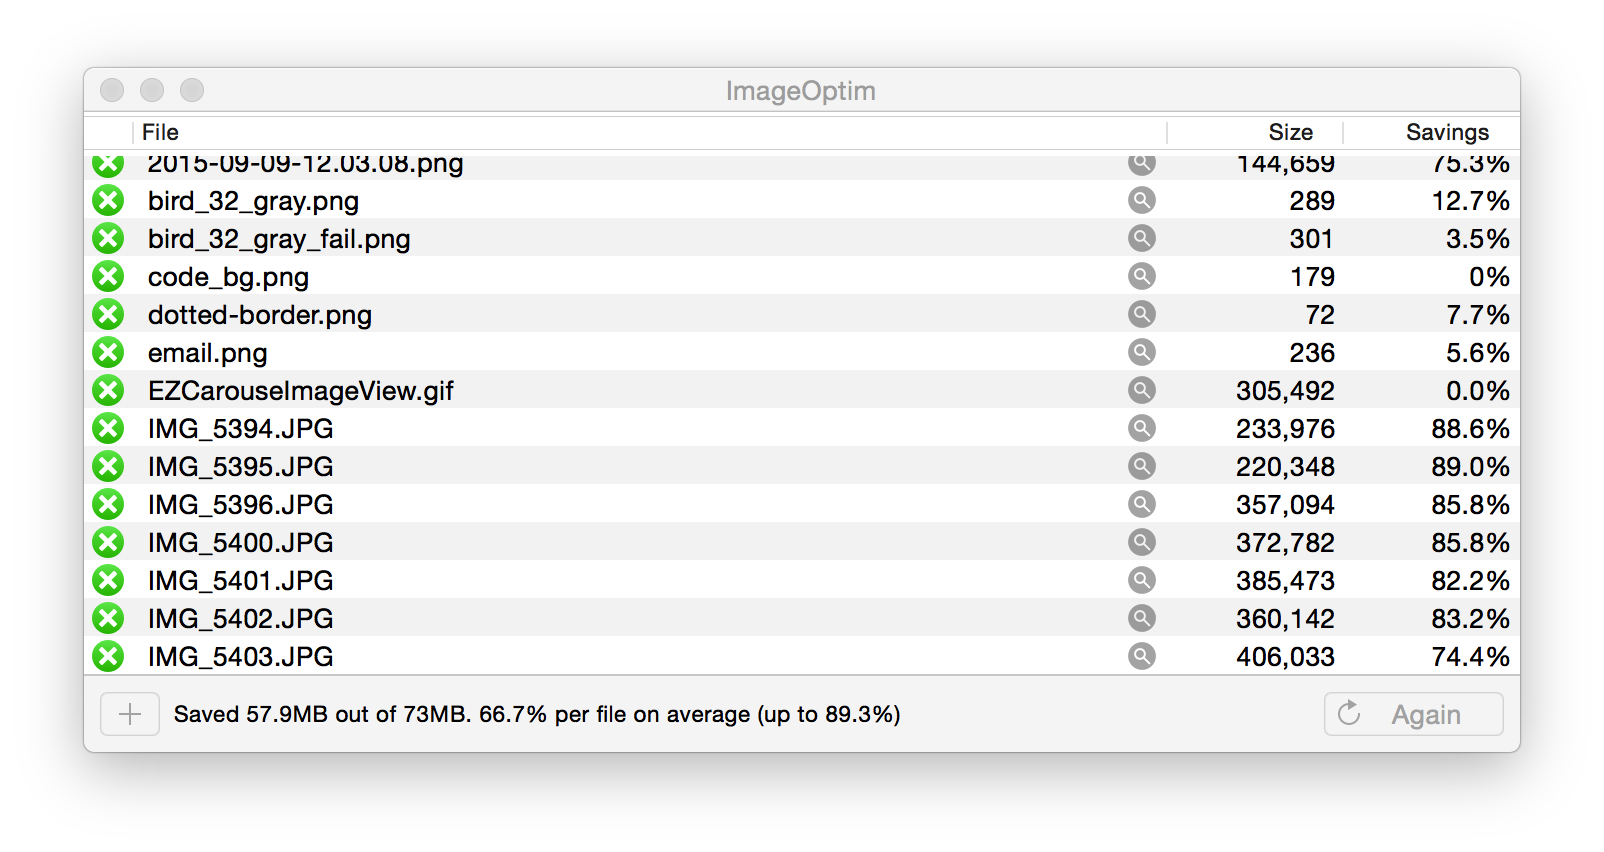 ImageOptim
File Size Savings
2015-09-09-12.03.08.png 144,659 75.3%
bird_32_gray.png 289 12.7%
bird_32_gray_fail.png 301 3.5%
code_bg.png 179 0%
dotted-border.png 72 7.7%
email.png 236 5.6%
EZCarouselmageView.gif 305,492 0.0%
IMG_5394.JPG 233,976 88.6%
IMG_5395.JPG 220,348 89.0%
IMG_5396.JPG 357,094 85.8%
IMG_5400.JPG 372,782 85.8%
IMG_5401.JPG 385,473 82.2%
IMG_5402.JPG 360,142 83.2%
IMG_5403.JPG 406,033 74.4%
Saved 57.9MB out of 73MB. 66.7% per file on average (up to 89.3%) Again